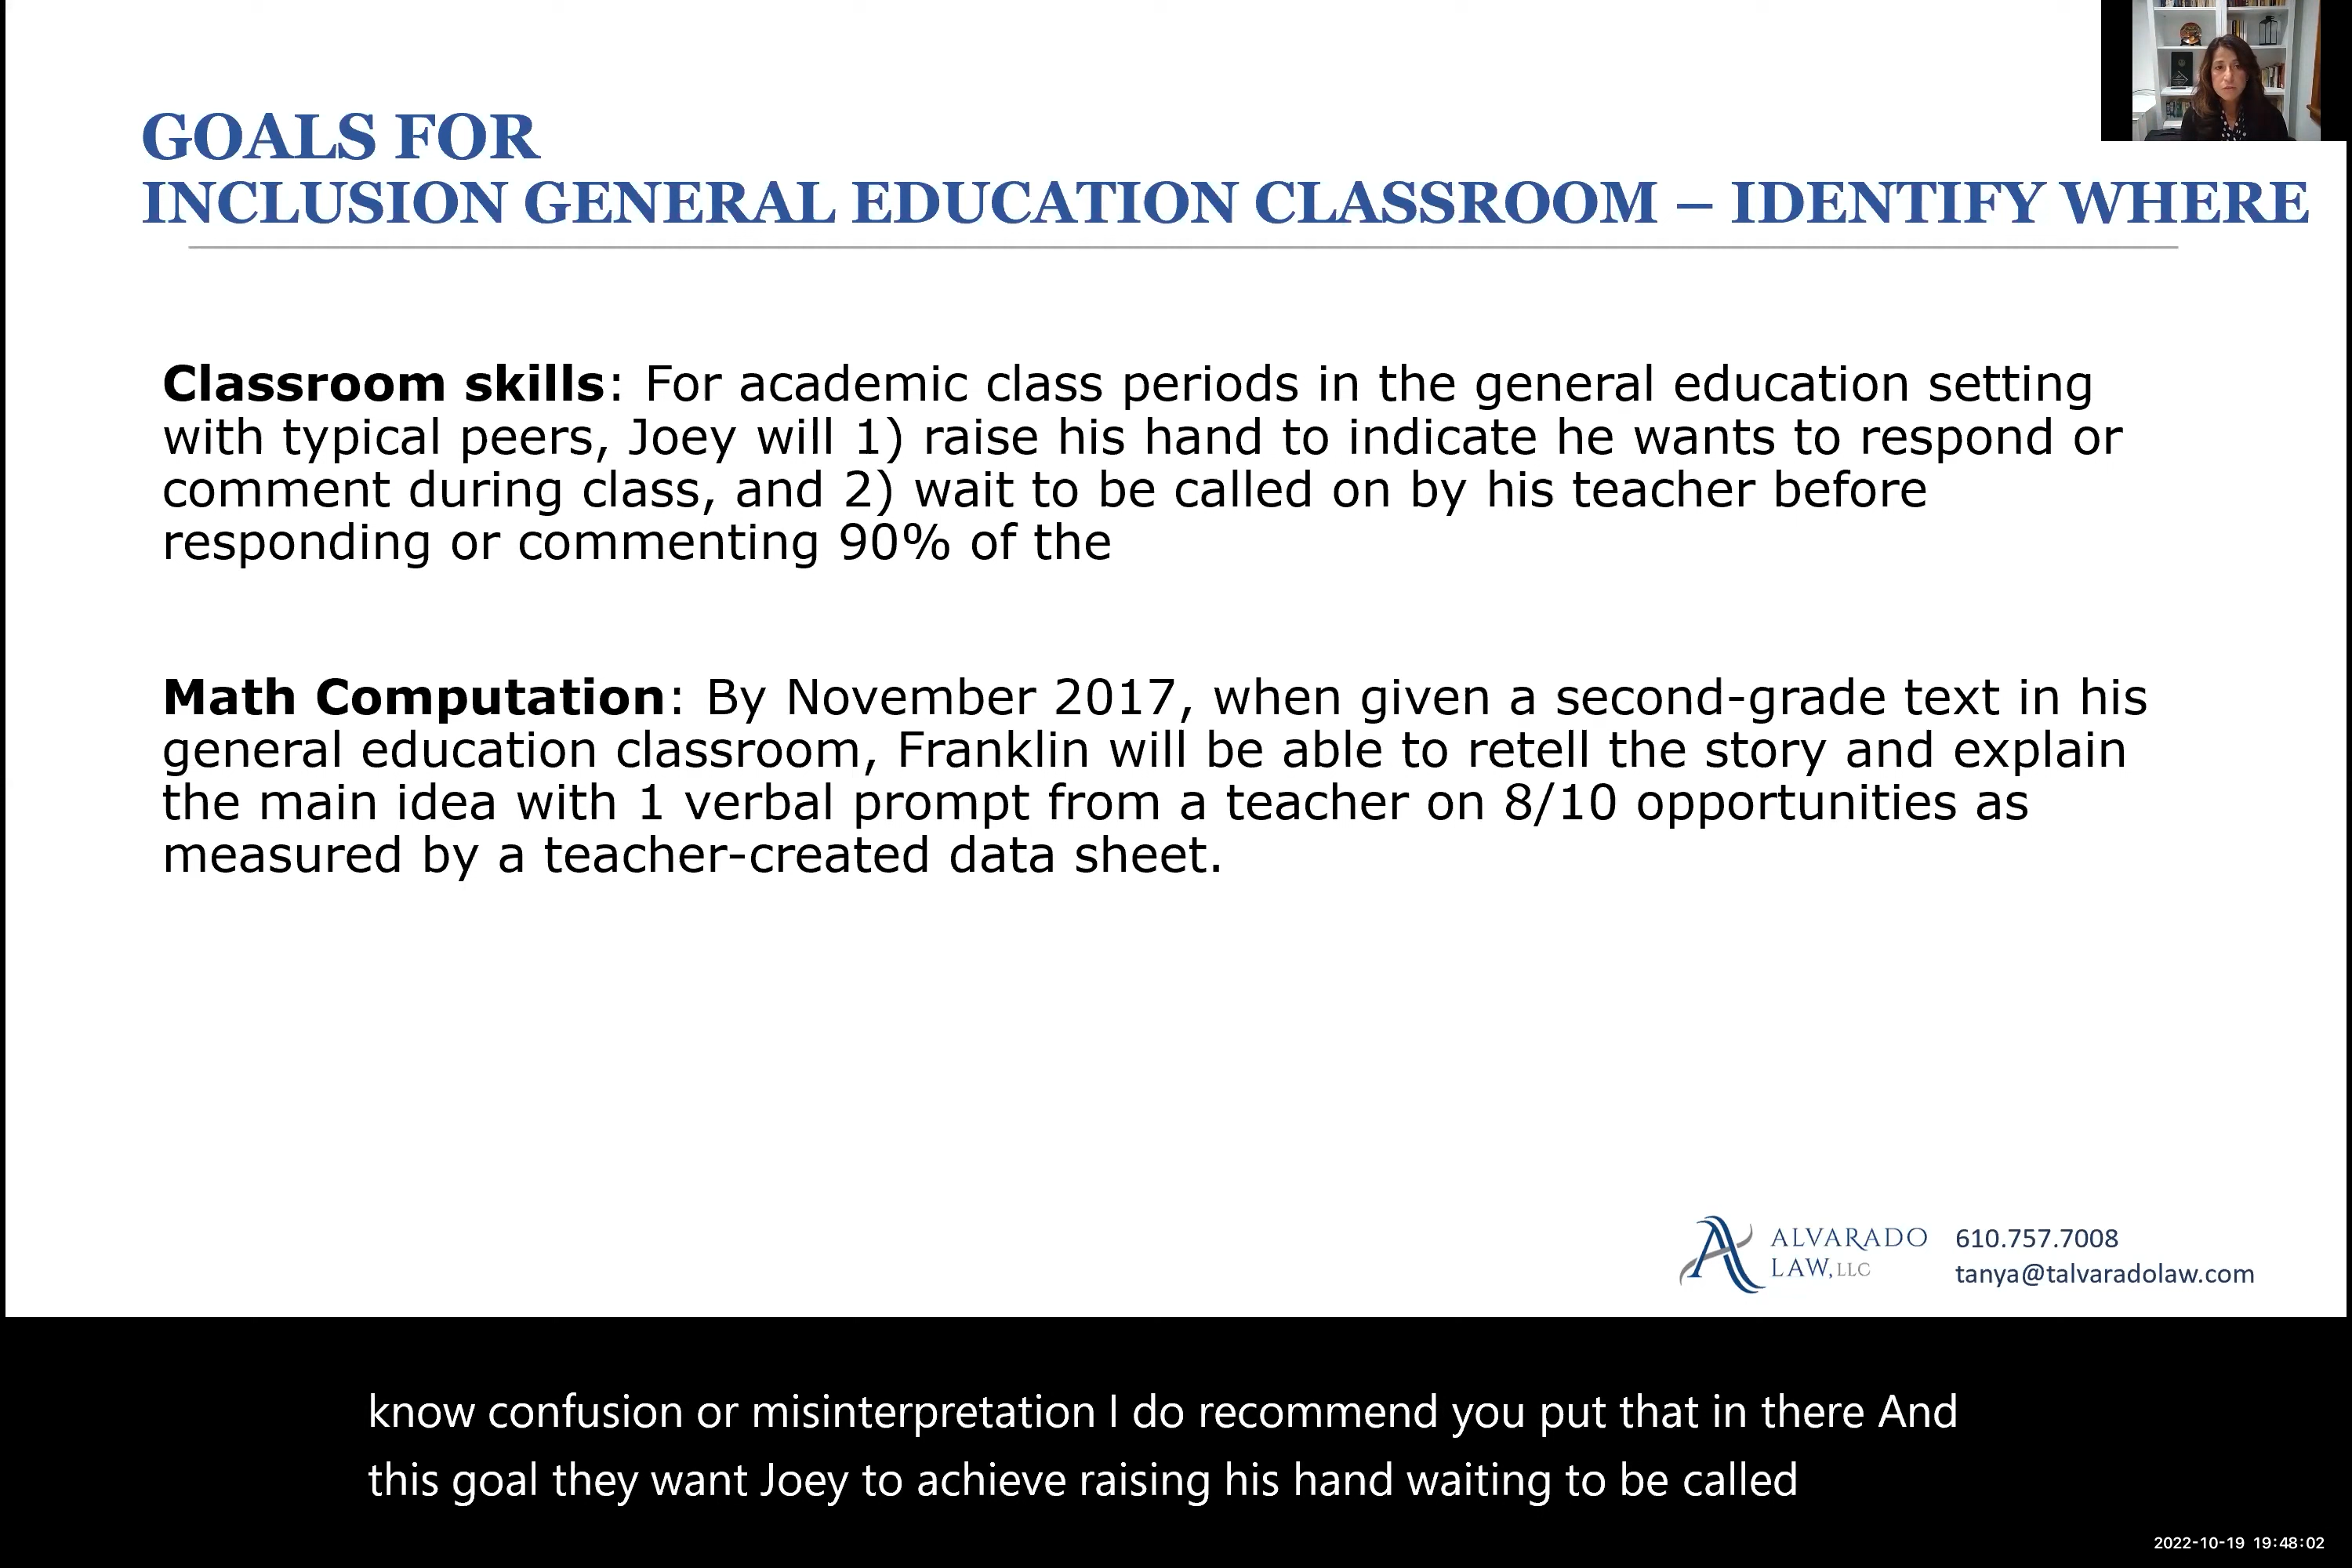 GOALS FOR
INCLUSION GENERAL EDUCATION CLASSROOM – IDENTIFY WHERE
Classroom skills: For academic class periods in the general education setting
with typical peers, Joey will 1) raise his hand to indicate he wants to respond or
comment during class, and 2) wait to be called on by his teacher before
responding or commenting 90% of the
Math Computation: By November 2017, when given a second-grade text in his
general education classroom, Franklin will be able to retell the story and explain
the main idea with 1 verbal prompt from a teacher on 8/10 opportunities as
measured by a teacher-created data sheet.
ALVARADO
LAW, LLC
610.757.7008
tanya@talvaradolaw.com
know confusion or misinterpretation I do recommend you put that in there And
this goal they want Joey to achieve raising his hand waiting to be called
2022-10-19 19:48:02